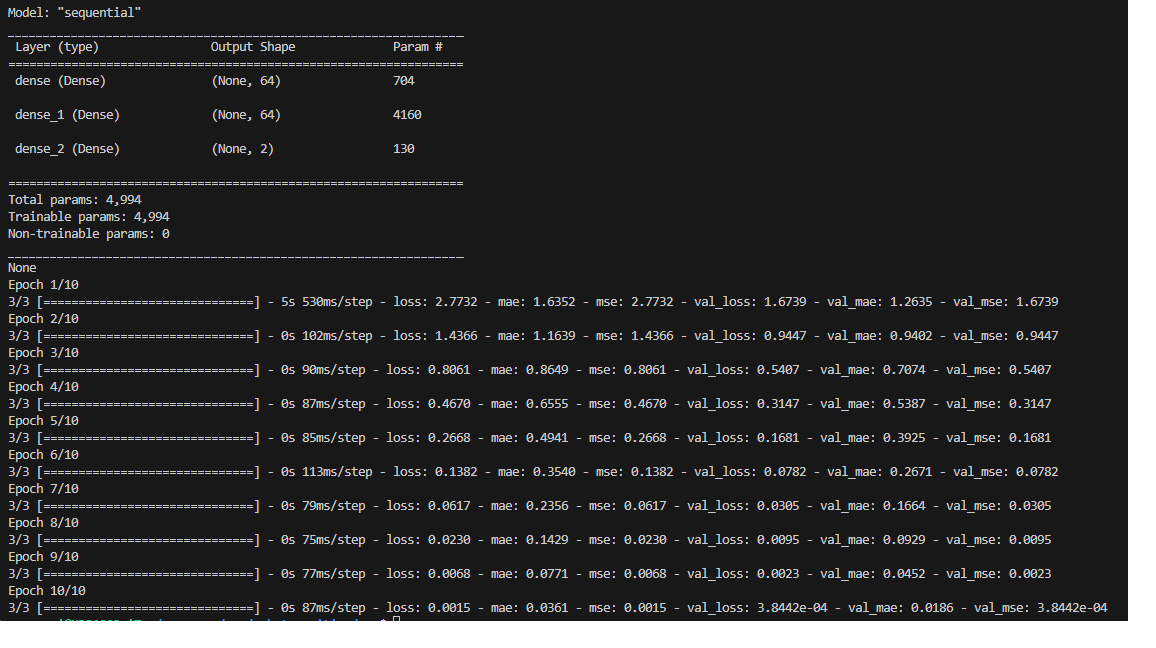 Model: "sequential"
_________________________________________________________________
Layer (type) Output Shape Param #
=================================================================
dense (Dense) (None, 64) 704
dense_1 (Dense) (None, 64) 4160
dense_2 (Dense) (None, 2) 130
=================================================================
Total params: 4,994
Trainable params: 4,994
Non-trainable params: 0
_________________________________________________________________
None
Epoch 1/10
3/3 [==============================] - 5s 530ms/step - loss: 2.7732 - mae: 1.6352 - mse: 2.7732 - val_loss: 1.6739 - val_mae: 1.2635 - val_mse: 1.6739
Epoch 2/10
3/3 [==============================] - 0s 102ms/step - loss: 1.4366 - mae: 1.1639 - mse: 1.4366 - val_loss: 0.9447 - val_mae: 0.9402 - val_mse: 0.9447
Epoch 3/10
3/3 [==============================] - 0s 90ms/step - loss: 0.8061 - mae: 0.8649 - mse: 0.8061 - val_loss: 0.5407 - val_mae: 0.7074 - val_mse: 0.5407
Epoch 4/10
3/3 [==============================] - 0s 87ms/step - loss: 0.4670 - mae: 0.6555 - mse: 0.4670 - val_loss: 0.3147 - val_mae: 0.5387 - val_mse: 0.3147
Epoch 5/10
3/3 [==============================] - 0s 85ms/step - loss: 0.2668 - mae: 0.4941 - mse: 0.2668 - val_loss: 0.1681 - val_mae: 0.3925 - val_mse: 0.1681
Epoch 6/10
3/3 [==============================] - 0s 113ms/step - loss: 0.1382 - mae: 0.3540 - mse: 0.1382 - val_loss: 0.0782 - val_mae: 0.2671 - val_mse: 0.0782
Epoch 7/10
3/3 [==============================] - 0s 79ms/step - loss: 0.0617 - mae: 0.2356 - mse: 0.0617 - val_loss: 0.0305 - val_mae: 0.1664 - val_mse: 0.0305
Epoch 8/10
3/3 [==============================] - 0s 75ms/step - loss: 0.0230 - mae: 0.1429 - mse: 0.0230 - val_loss: 0.0095 - val_mae: 0.0929 - val_mse: 0.0095
Epoch 9/10
3/3 [==============================] - 0s 77ms/step - loss: 0.0068 - mae: 0.0771 - mse: 0.0068 - val_loss: 0.0023 - val_mae: 0.0452 - val_mse: 0.0023
Epoch 10/10
3/3 [==============================] - 0s 87ms/step - loss: 0.0015 - mae: 0.0361 - mse: 0.0015 - val_loss: 3.8442e-04 - val_mae: 0.0186 - val_mse: 3.8442e-04